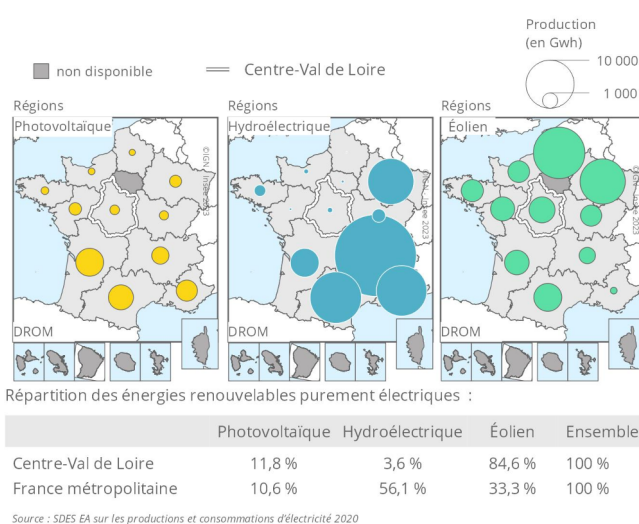 Production
(en Gwh)
10 000
1 000
non disponible
Centre-Val de Loire
Régions
Photovoltaïque
©IGN - Insee 2023
DROM
Régions
Hydroélectrique
©IGN - Insee 2023
DROM
Régions
Éolien
©IGN - Insee 2023
DROM
Répartition des énergies renouvelables purement électriques :
Photovoltaïque Hydroélectrique Éolien Ensemble
Centre-Val de Loire 11,8 % 3,6 % 84,6 % 100 %
France métropolitaine 10,6 % 56,1 % 33,3 % 100 %
Source : SDES EA sur les productions et consommations d'électricité 2020